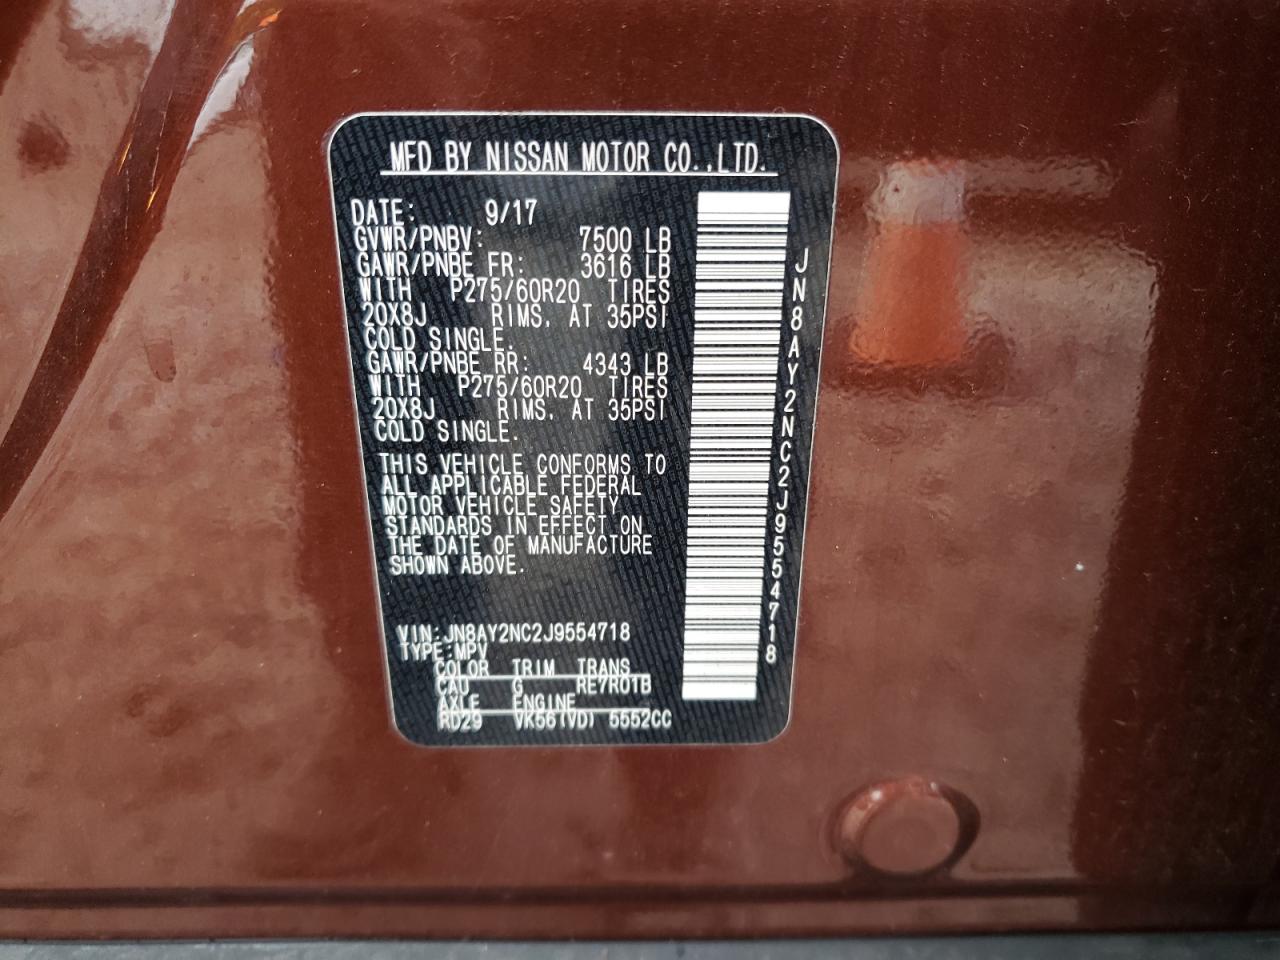 MFD BY NISSAN MOTOR CO.,LTD.
DATE: 9/17
GVWR/PNBV: 7500 LB
GAWR/PNBE FR: 3616 LB
WITH P275/60R20 TIRES
20X8J RIMS. AT 35PSI
COLD SINGLE.
GAWR/PNBE RR: 4343 LB
WITH P275/60R20 TIRES
20X8J RIMS. AT 35PSI
COLD SINGLE.
THIS VEHICLE CONFORMS TO
ALL APPLICABLE FEDERAL
MOTOR VEHICLE SAFETY
STANDARDS IN EFFECT ON
THE DATE OF MANUFACTURE
SHOWN ABOVE.
VIN:JN8AY2NC2J9554718
TYPE:MPV
COLOR TRIM TRANS
CAU G RE7R01B
AXLE ENGINE
RD29 VK56(VD) 5552CC
JN8AY2NC2J9554718